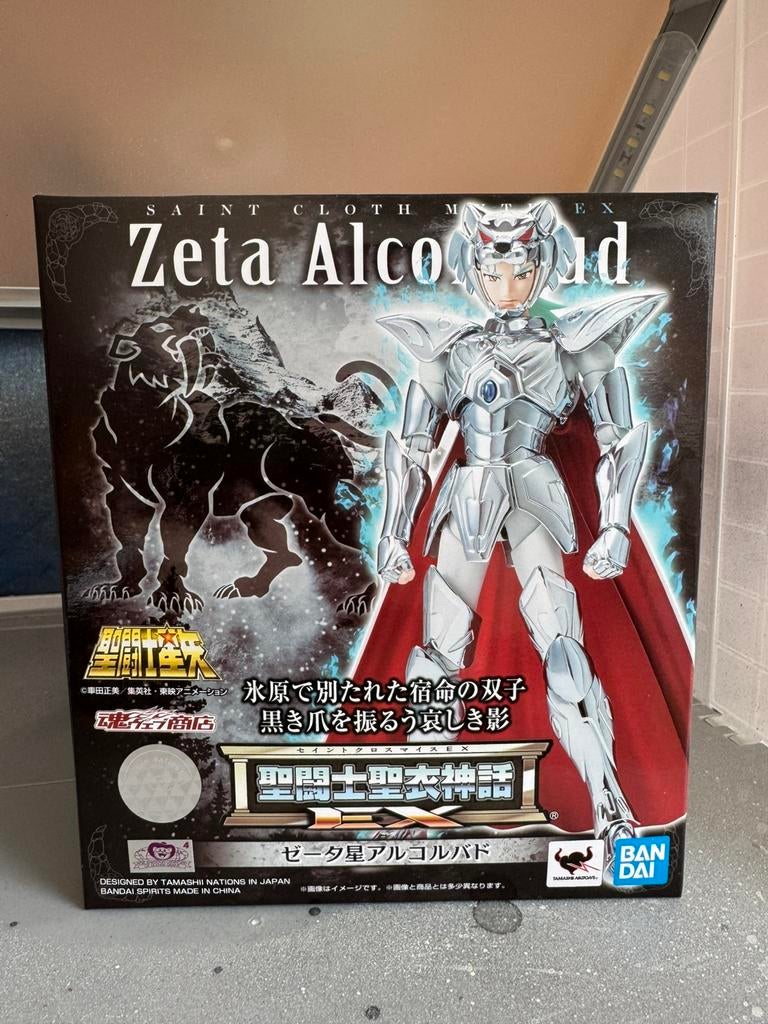 SAINT CLOTH MYTH EX
Zeta Alco ud
聖闘士星矢
©車田正美／集英社・東映アニメーション
魂ウェブ商店
氷原で別たれた宿命の双子
黒き爪を振るう哀しき影
セイントクロスマイスEX
聖闘士聖衣神話
EX
®
ゼータ星アルコルバド
DESIGNED BY TAMASHII NATIONS IN JAPAN
BANDAI SPIRITS MADE IN CHINA
※画像はイメージです。※画像と商品とは多少異なります。
TAMASHII NATIONS
BAN
DAI